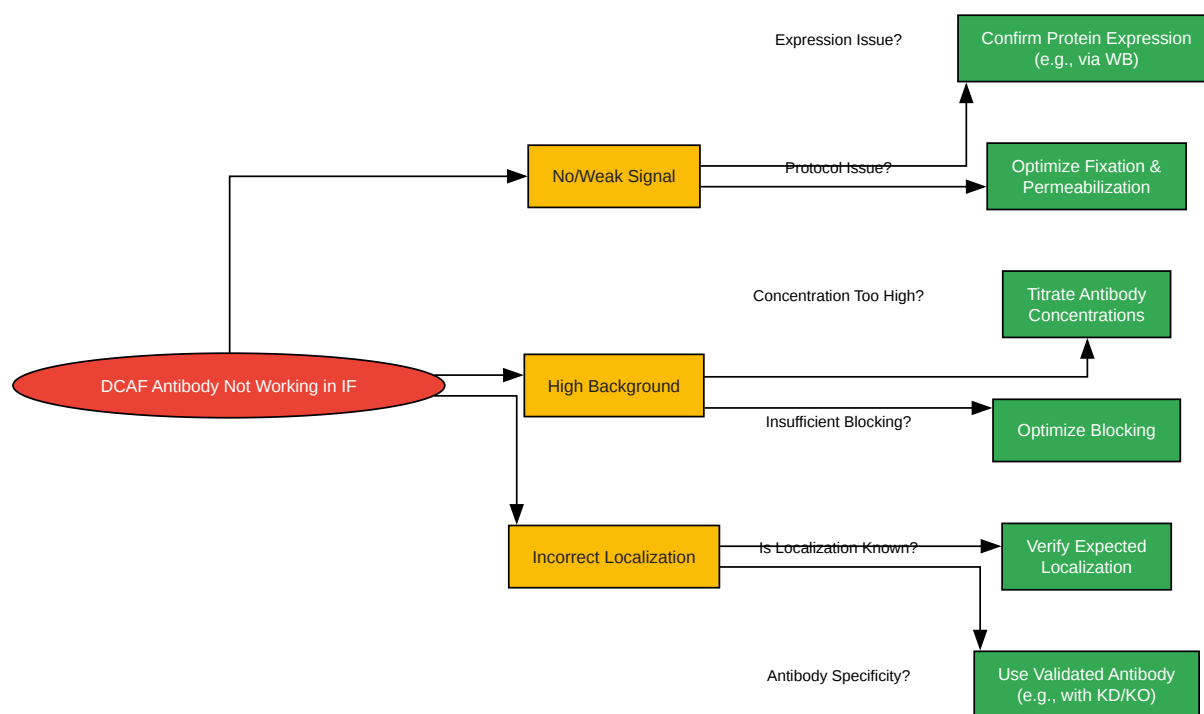 Expression Issue?
Confirm Protein Expression
(e.g., via WB)
No/Weak Signal
Protocol Issue?
Optimize Fixation &
Permeabilization
Concentration Too High?
Titrate Antibody
Concentrations
DCAF Antibody Not Working in IF
High Background
Insufficient Blocking?
Optimize Blocking
Incorrect Localization
Is Localization Known?
Verify Expected
Localization
Antibody Specificity?
Use Validated Antibody
(e.g., with KD/KO)